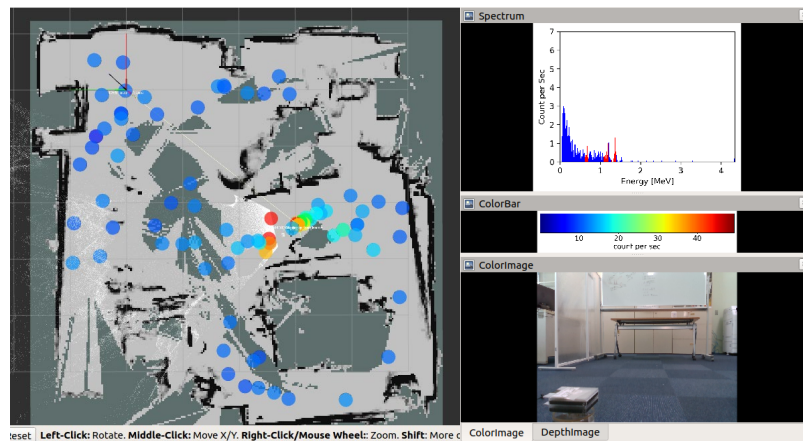 Spectrum
7
6
5
4
3
2
1
0
Count per Sec
0 1 2 3 4
Energy [MeV]
ColorBar
10 20 30 40
count per sec
ColorImage
ColorImage DepthImage
eset Left-Click: Rotate. Middle-Click: Move X/Y. Right-Click/Mouse Wheel: Zoom. Shift: More o